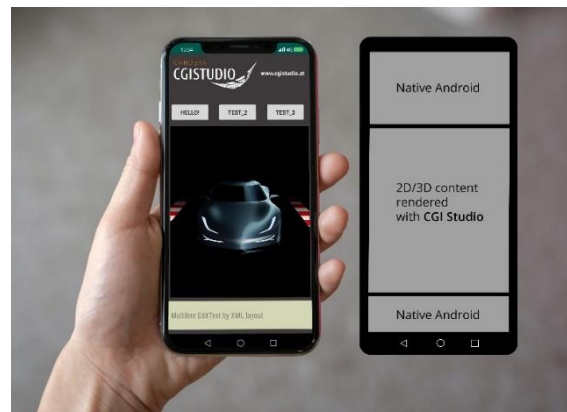 CANDERA
CGISTUDIO
www.cgistudio.at
HELLO!
TEST_2
TEST_3
Multiline EditText by XML layout
Native Android
2D/3D content
rendered
with CGI Studio
Native Android